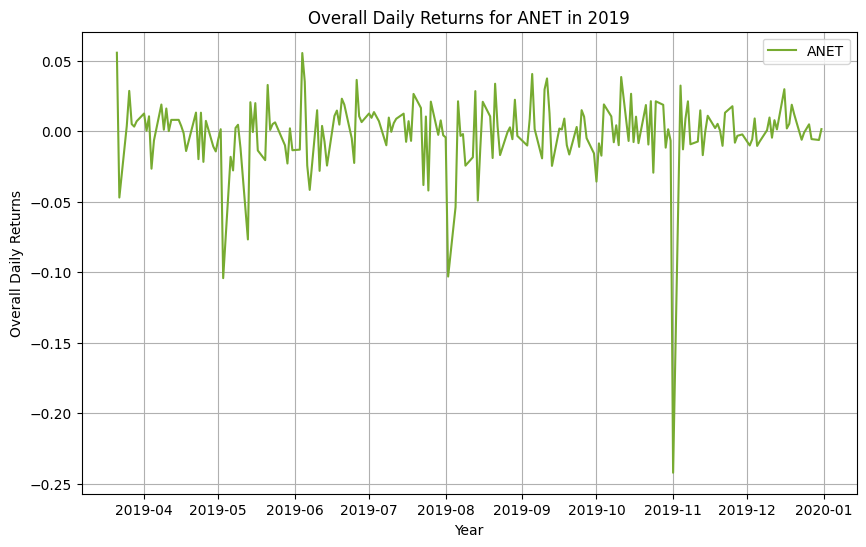 Overall Daily Returns for ANET in 2019
ANET
Overall Daily Returns
0.05
0.00
−0.05
−0.10
−0.15
−0.20
−0.25
2019-04 2019-05 2019-06 2019-07 2019-08 2019-09 2019-10 2019-11 2019-12 2020-01
Year